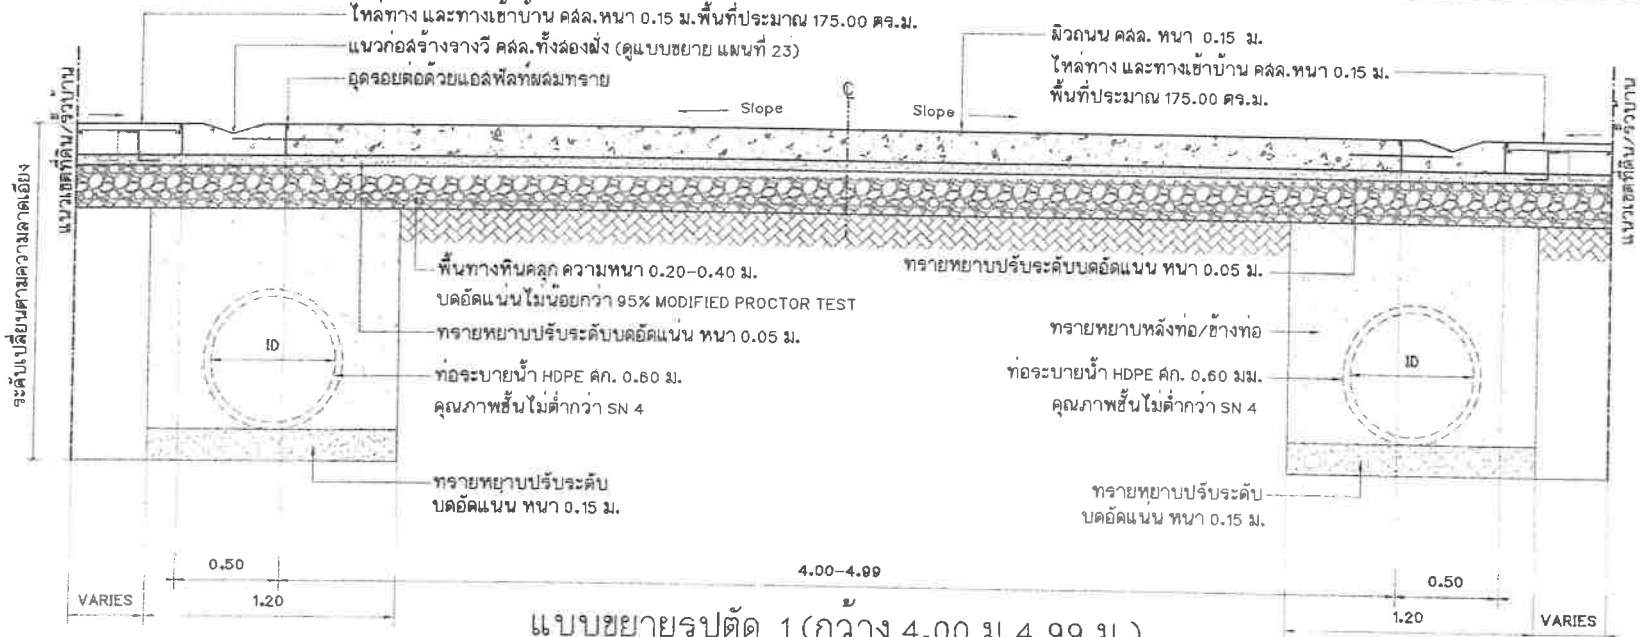 ไหล่ทาง และทางเข้าบ้าน คสล.หนา 0.15 ม.พื้นที่ประมาณ 175.00 ตร.ม.
แนวก่อสร้างรางวี คสล.ทั้งสองฝั่ง (ดูแบบขยาย แผ่นที่ 23)
อุดรอยต่อด้วยแอสฟัลท์ผสมทราย
ผิวถนน คสล. หนา 0.15 ม.
ไหล่ทาง และทางเข้าบ้าน คสล.หนา 0.15 ม.
พื้นที่ประมาณ 175.00 ตร.ม.
แนวเขตที่ดิน/รั้วบ้าน
Slope
Slope
แนวเขตที่ดิน/รั้วบ้าน
ระดับเปลี่ยนตามความลาดเอียง
พื้นทางหินคลุก ความหนา 0.20-0.40 ม.
บดอัดแน่นไม่น้อยกว่า 95% MODIFIED PROCTOR TEST
ทรายหยาบปรับระดับบดอัดแน่น หนา 0.05 ม.
ท่อระบายน้ำ HDPE ศก. 0.60 ม.
คุณภาพชั้นไม่ต่ำกว่า SN 4
ทรายหยาบปรับระดับ
บดอัดแน่น หนา 0.15 ม.
ID
ทรายหยาบปรับระดับบดอัดแน่น หนา 0.05 ม.
ทรายหยาบหลังท่อ/ข้างท่อ
ท่อระบายน้ำ HDPE ศก. 0.60 มม.
คุณภาพชั้นไม่ต่ำกว่า SN 4
ทรายหยาบปรับระดับ
บดอัดแน่น หนา 0.15 ม.
ID
0.50
4.00-4.99
0.50
VARIES
1.20
1.20
VARIES
แบบขยายรูปตัด 1 (กว้าง 4.00 ม 4.99 ม.)